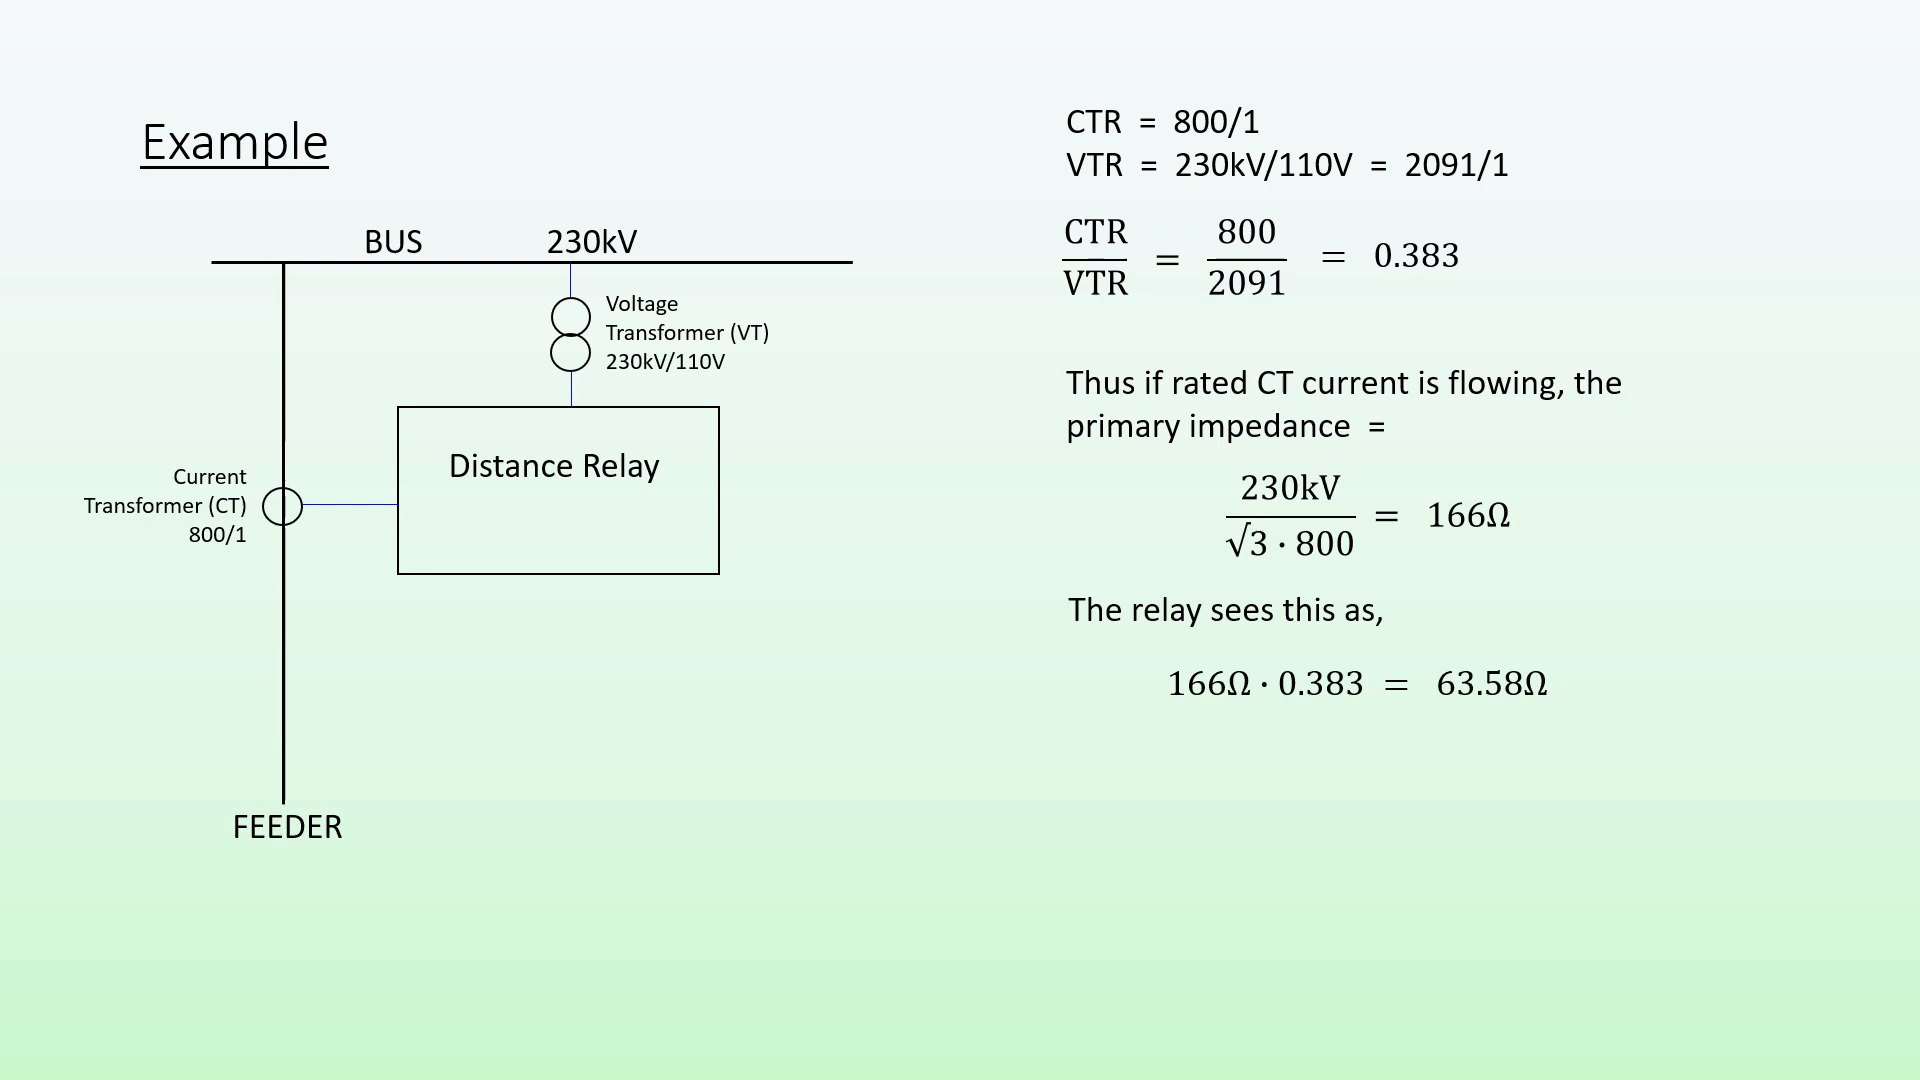 Example
BUS 230kV
Voltage
Transformer (VT)
230kV/110V
Distance Relay
Current
Transformer (CT)
800/1
FEEDER
CTR = 800/1
VTR = 230kV/110V = 2091/1
CTR/VTR = 800/2091 = 0.383
Thus if rated CT current is flowing, the
primary impedance =
230kV/√3·800 = 166Ω
The relay sees this as,
166Ω · 0.383 = 63.58Ω